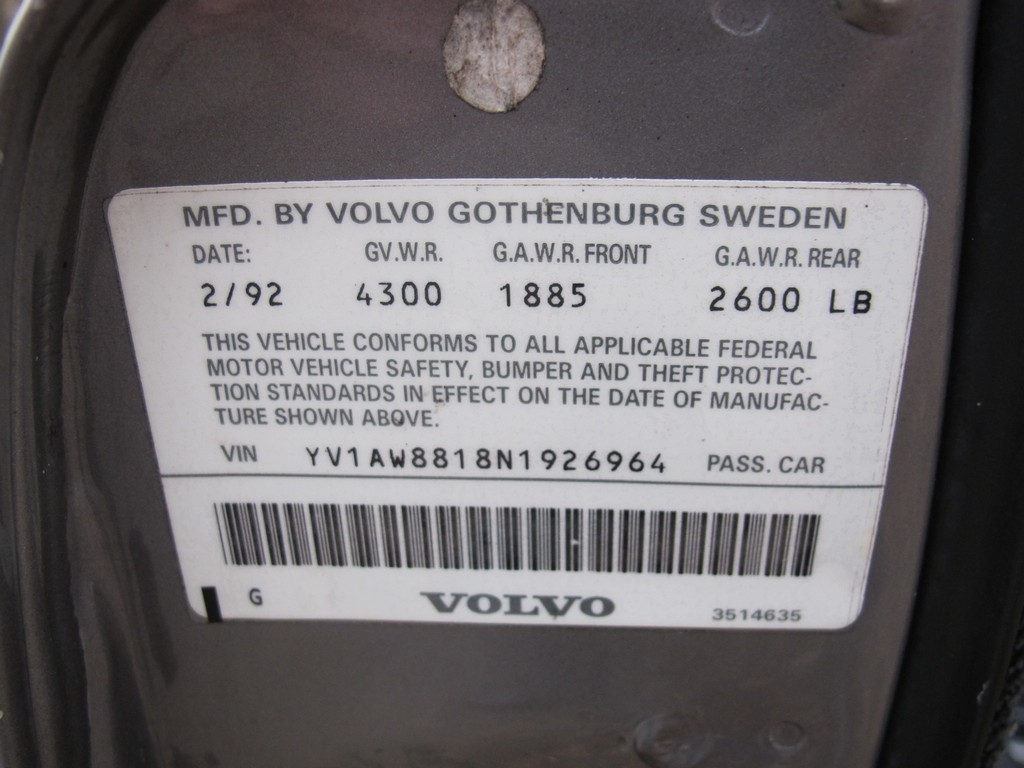 MFD. BY VOLVO GOTHENBURG SWEDEN
DATE: GV.W.R. G.A.W.R. FRONT G.A.W.R. REAR
2/92 4300 1885 2600 LB
THIS VEHICLE CONFORMS TO ALL APPLICABLE FEDERAL
MOTOR VEHICLE SAFETY, BUMPER AND THEFT PROTEC-
TION STANDARDS IN EFFECT ON THE DATE OF MANUFAC-
TURE SHOWN ABOVE.
VIN YV1AW8818N1926964 PASS. CAR
G VOLVO 3514635